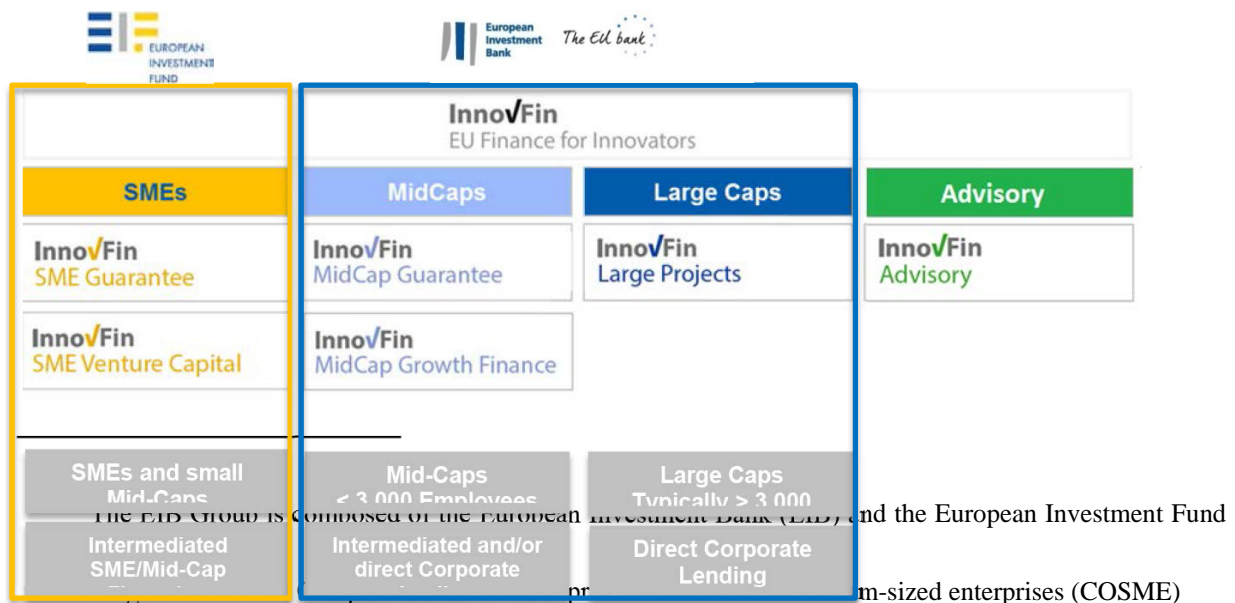 EUROPEAN
INVESTMENT
FUND
European
Investment
Bank
The EU bank
InnovFin
EU Finance for Innovators
SMEs
MidCaps
Large Caps
Advisory
InnovFin
SME Guarantee
InnovFin
MidCap Guarantee
InnovFin
Large Projects
InnovFin
Advisory
InnovFin
SME Venture Capital
InnovFin
MidCap Growth Finance
SMEs and small
Mid-Caps
Mid-Caps
< 3 000 Employees
Large Caps
Typically > 3 000
The EIB Group is composed of the European Investment Bank (EIB) and the European Investment Fund
Intermediated
SME/Mid-Cap
Intermediated and/or
direct Corporate
Direct Corporate
Lending
pr m-sized enterprises (COSME)